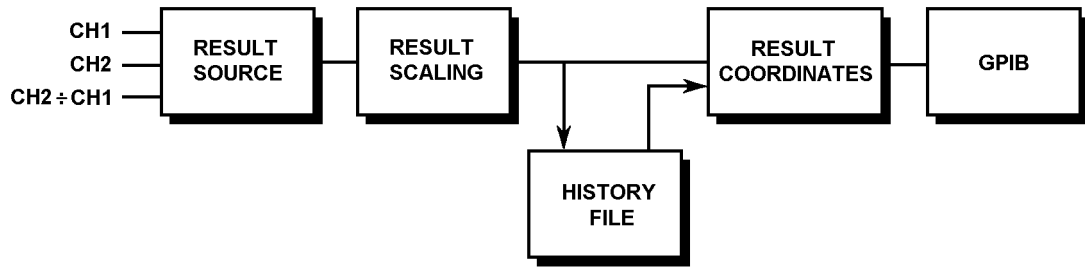 CH1
CH2
CH2 ÷ CH1
RESULT
SOURCE
RESULT
SCALING
RESULT
COORDINATES
GPIB
HISTORY
FILE